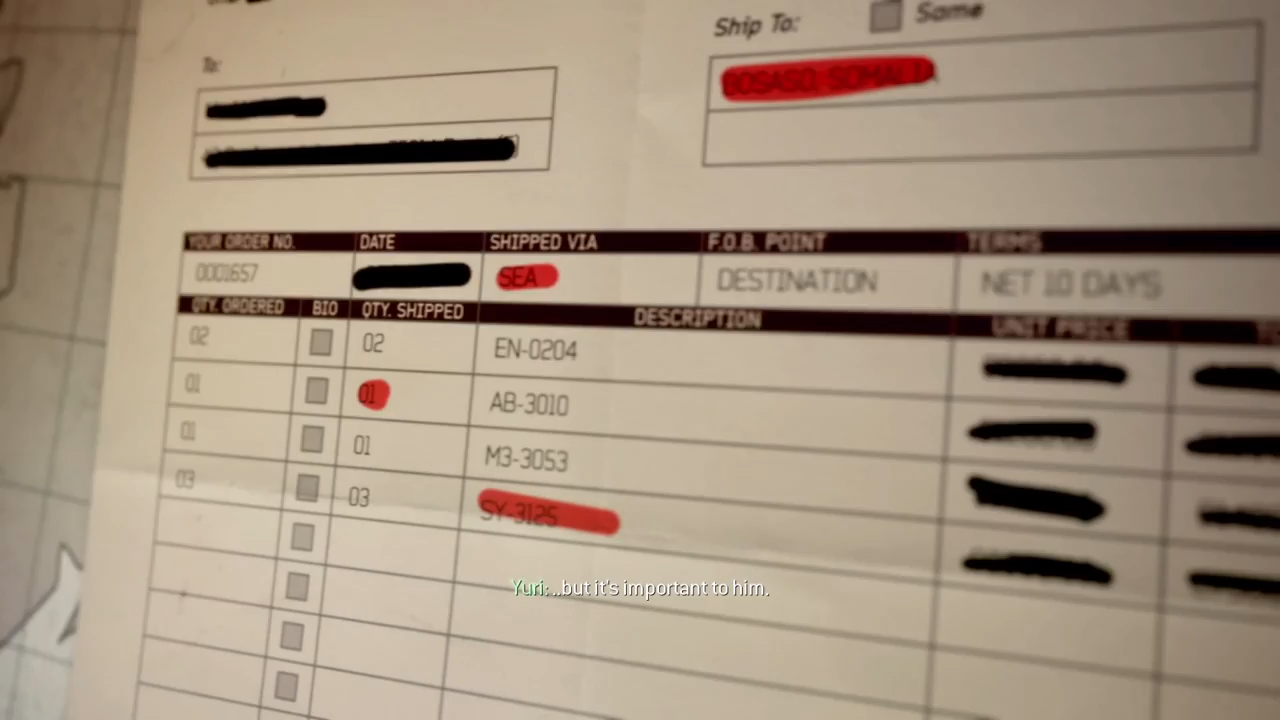 Ship To: Same
To:
BOSASO, SOMALIA
YOUR ORDER NO. DATE SHIPPED VIA F.O.B. POINT TERMS
0001657 SEA DESTINATION NET 10 DAYS
QTY. ORDERED BIO QTY. SHIPPED DESCRIPTION UNIT PRICE
02 02 EN-0204
01 01 AB-3010
01 01 M3-3053
03 03 SY-3125
Yuri: ..but it's important to him.